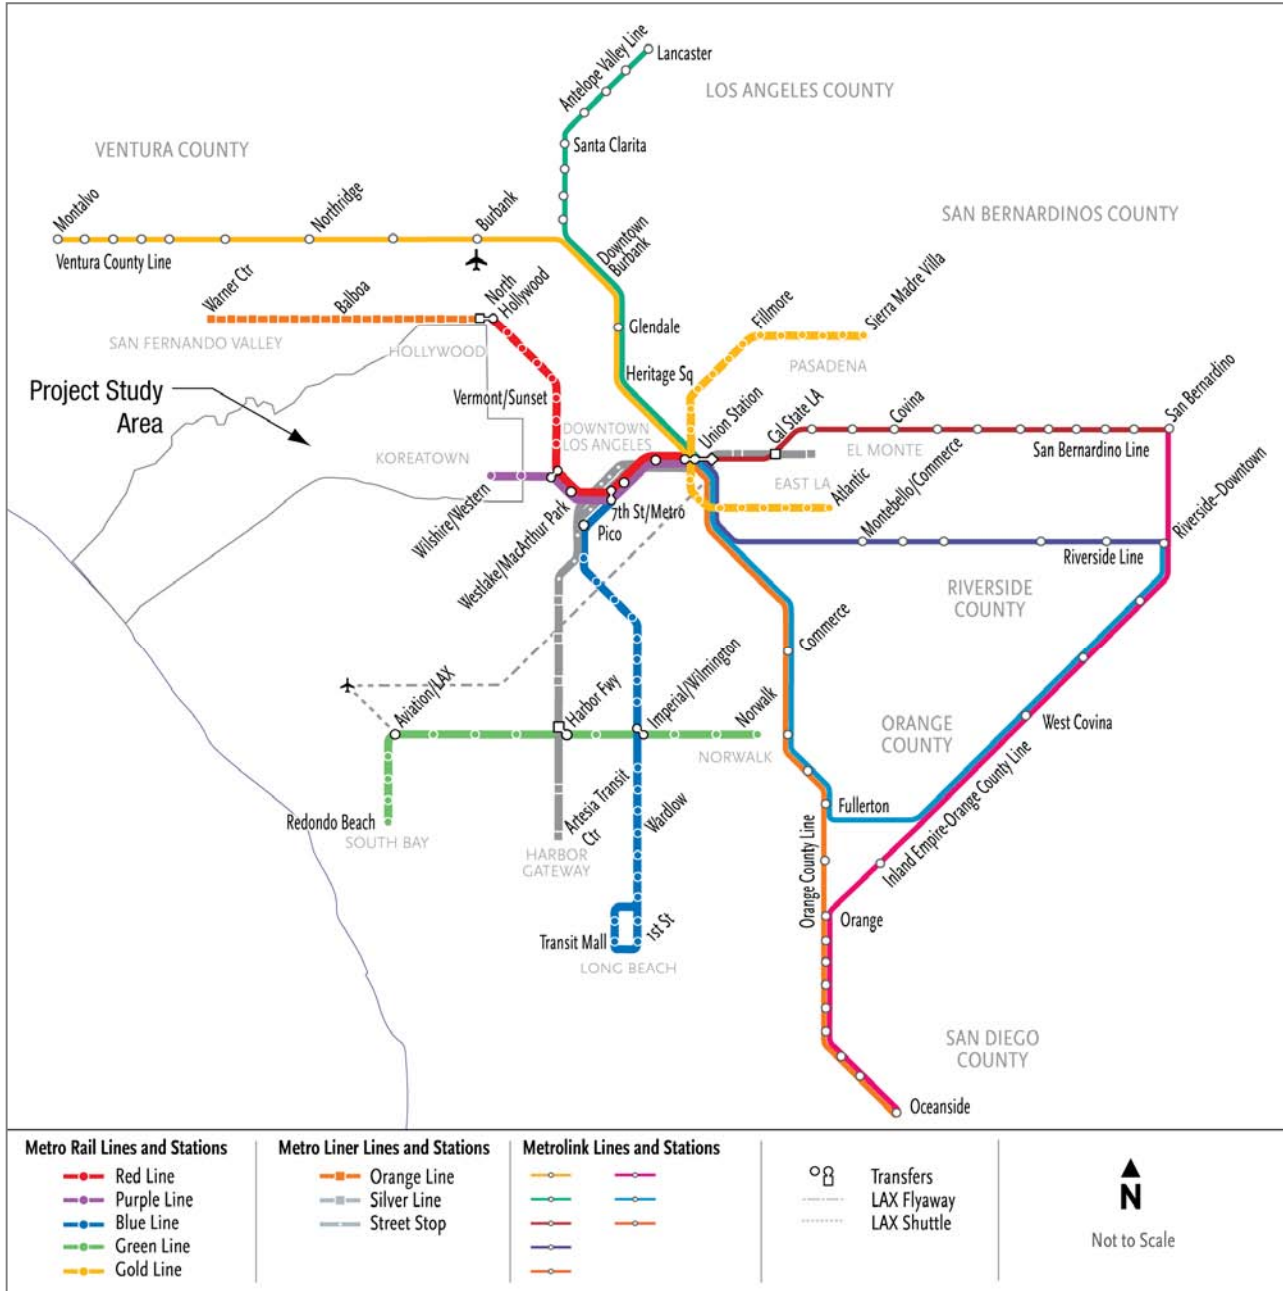 Lancaster
Antelope Valley Line
LOS ANGELES COUNTY
Santa Clarita
VENTURA COUNTY
SAN BERNARDINOS COUNTY
Montalvo
Northridge
Burbank
Downtown
Burbank
Ventura County Line
Warner Ctr
Balboa
North
Hollywood
Fillmore
Sierra Madre Villa
Glendale
SAN FERNANDO VALLEY
HOLLYWOOD
PASADENA
Heritage Sq
Project Study
Area
Vermont/Sunset
DOWNTOWN
LOS ANGELES
Union Station
Cal State LA
Covina
San Bernardino
San Bernardino Line
EL MONTE
KOREATOWN
EAST LA
Atlantic
Montebello/Commerce
Riverside-Downtown
Wilshire/Western
Westlake/MacArthur Park
7th St/Metro
Pico
Riverside Line
RIVERSIDE
COUNTY
Commerce
Aviation/LAX
Harbor Fwy
Imperial/Wilmington
Norwalk
NORWALK
West Covina
ORANGE
COUNTY
Redondo Beach
SOUTH BAY
Artesia Transit
Ctr
Wardlow
HARBOR
GATEWAY
Fullerton
Orange County Line
Inland Empire-Orange County Line
Orange
Transit Mall
1st St
LONG BEACH
SAN DIEGO
COUNTY
Oceanside
Metro Rail Lines and Stations
Red Line
Purple Line
Blue Line
Green Line
Gold Line
Metro Liner Lines and Stations
Orange Line
Silver Line
Street Stop
Metrolink Lines and Stations
Transfers
LAX Flyaway
LAX Shuttle
N
Not to Scale